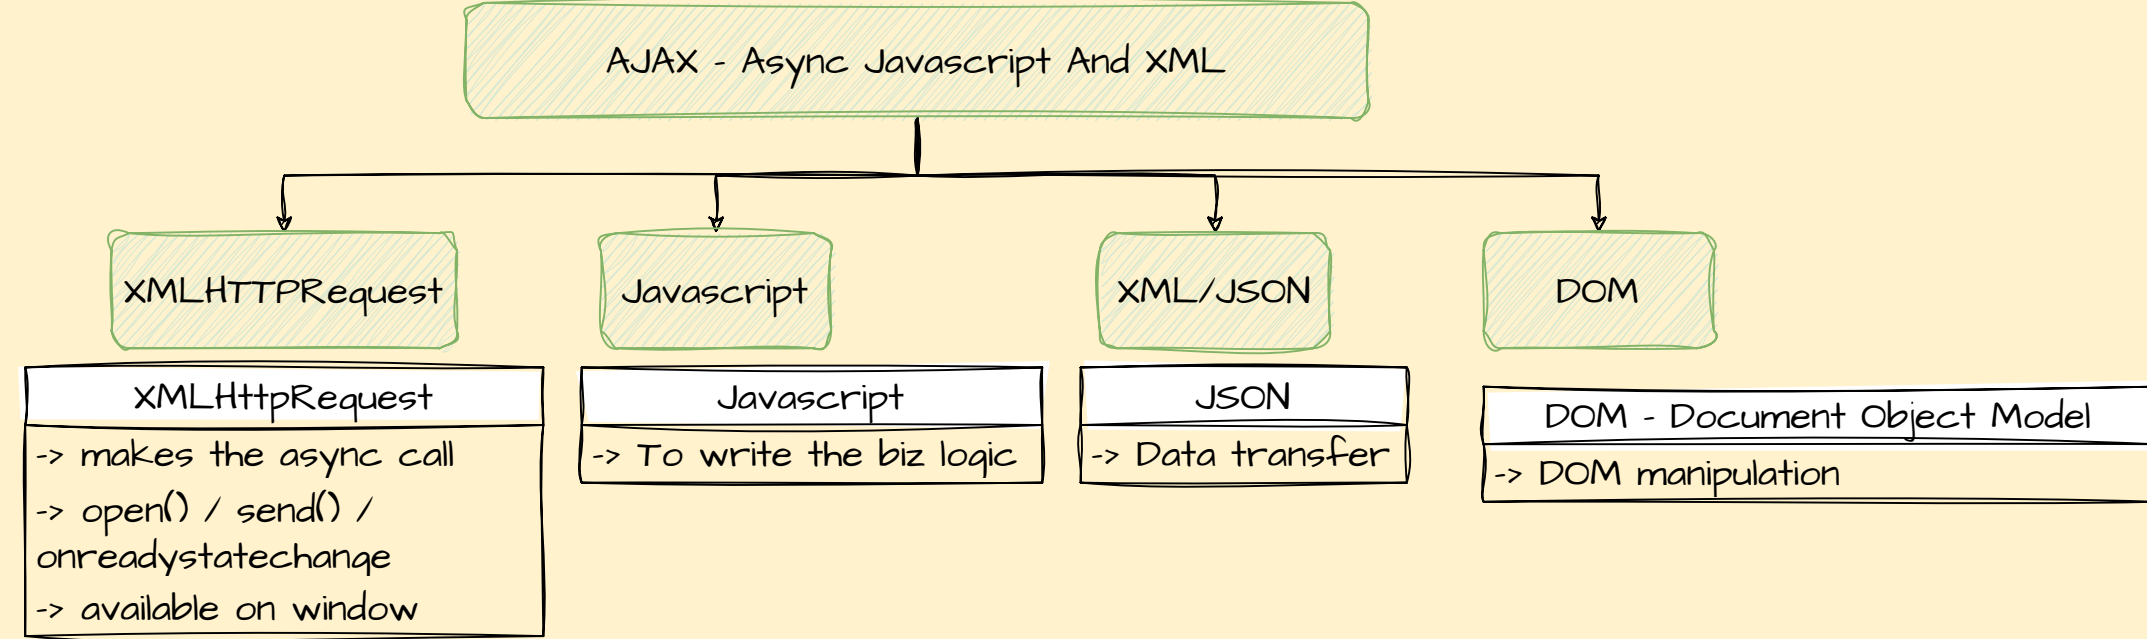 AJAX - Async Javascript And XML
XMLHTTPRequest
Javascript
XML/JSON
DOM
XMLHttpRequest
-> makes the async call
-> open() / send() /
onreadystatechange
-> available on window
Javascript
-> To write the biz logic
JSON
-> Data transfer
DOM - Document Object Model
-> DOM manipulation